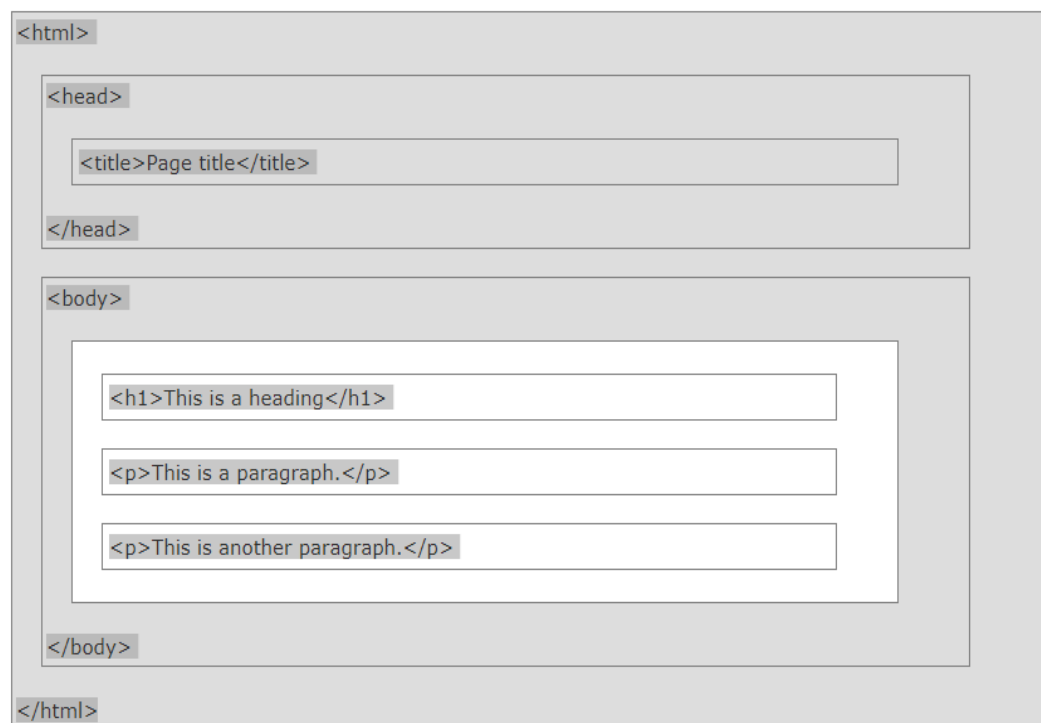 <html>
<head>
<title>Page title</title>
</head>
<body>
<h1>This is a heading</h1>
<p>This is a paragraph.</p>
<p>This is another paragraph.</p>
</body>
</html>